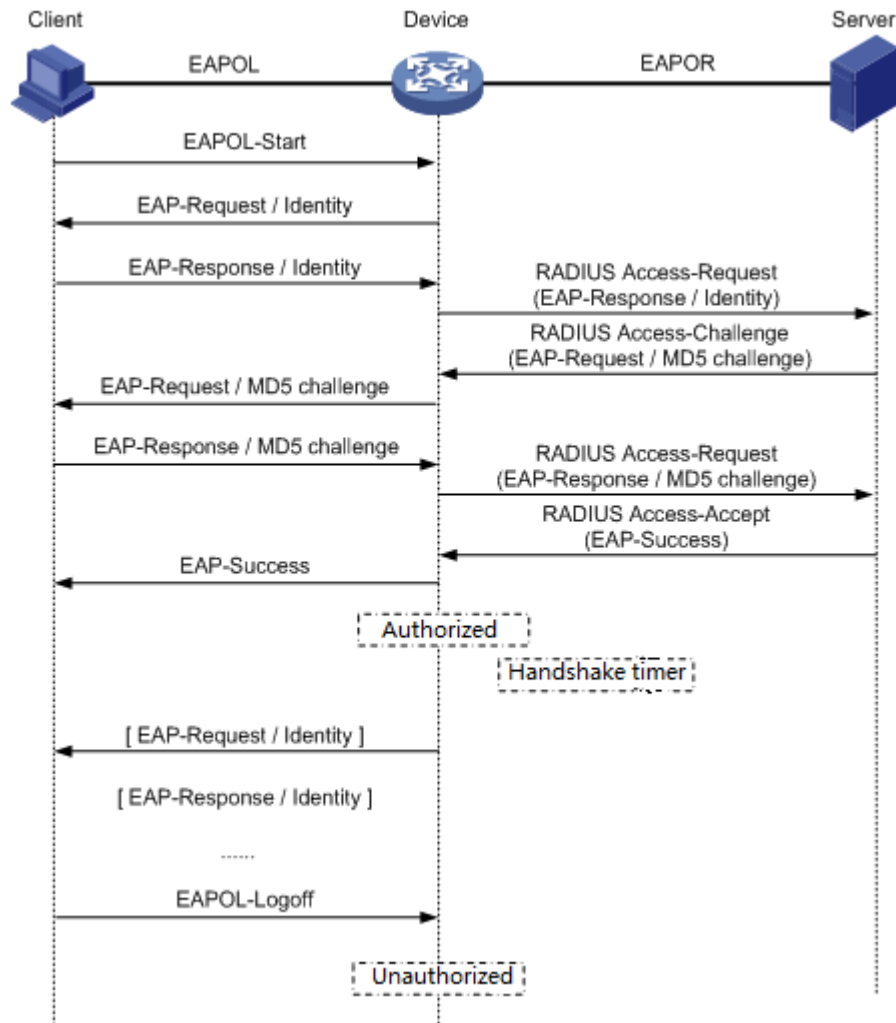 Client
Device
Server
EAPOL
EAPOR
EAPOL-Start
EAP-Request / Identity
EAP-Response / Identity
RADIUS Access-Request
(EAP-Response / Identity)
RADIUS Access-Challenge
(EAP-Request / MD5 challenge)
EAP-Request / MD5 challenge
EAP-Response / MD5 challenge
RADIUS Access-Request
(EAP-Response / MD5 challenge)
RADIUS Access-Accept
(EAP-Success)
EAP-Success
Authorized
Handshake timer
[ EAP-Request / Identity ]
[ EAP-Response / Identity ]
......
EAPOL-Logoff
Unauthorized